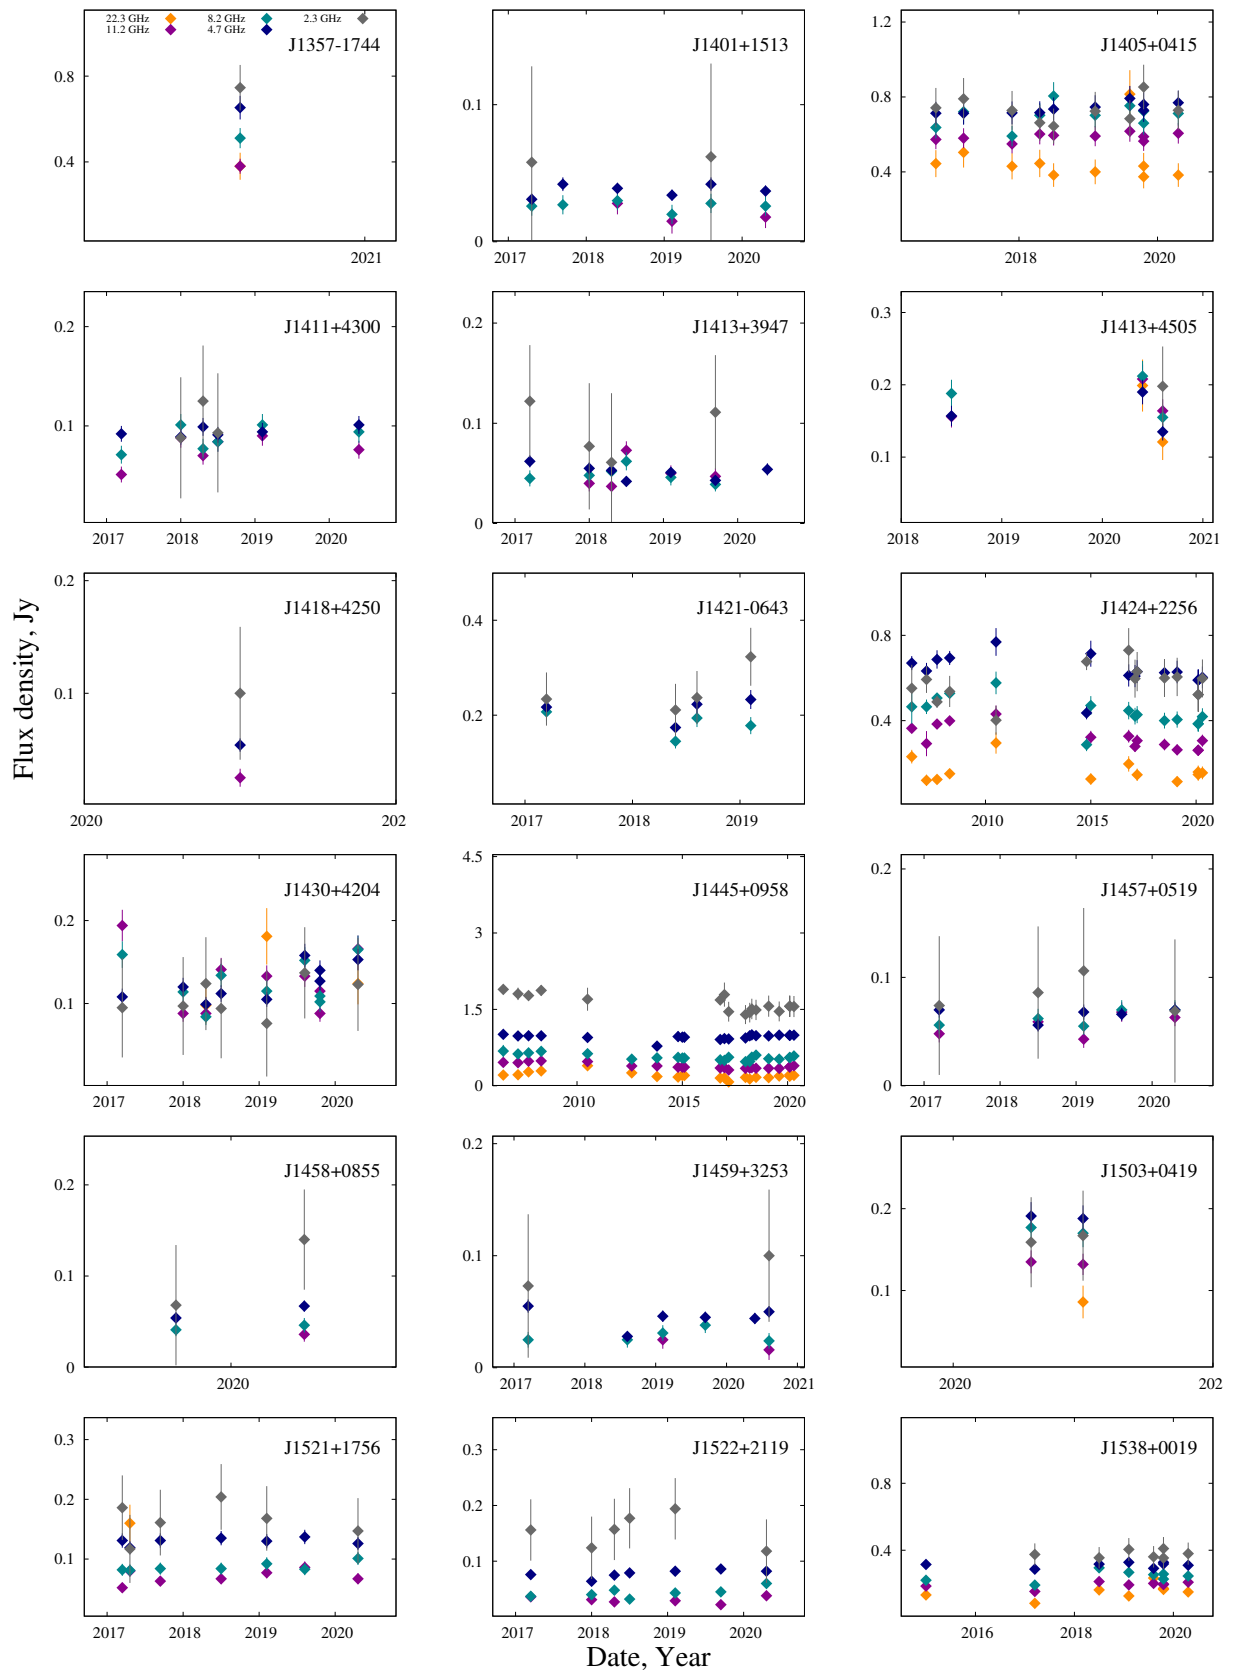 22.3 GHz 8.2 GHz 2.3 GHz
11.2 GHz 4.7 GHz
J1357-1744
0.8
0.4
2021
J1401+1513
0.1
0
2017 2018 2019 2020
J1405+0415
1.2
0.8
0.4
2018 2020
J1411+4300
0.2
0.1
2017 2018 2019 2020
J1413+3947
0.2
0.1
0
2017 2018 2019 2020
J1413+4505
0.3
0.2
0.1
2018 2019 2020 2021
Flux density, Jy
J1418+4250
0.2
0.1
2020 202
J1421-0643
0.4
0.2
2017 2018 2019
J1424+2256
0.8
0.4
2010 2015 2020
J1430+4204
0.2
0.1
2017 2018 2019 2020
J1445+0958
4.5
3
1.5
0
2010 2015 2020
J1457+0519
0.2
0.1
0
2017 2018 2019 2020
J1458+0855
0.2
0.1
0
2020
J1459+3253
0.2
0.1
0
2017 2018 2019 2020 2021
J1503+0419
0.2
0.1
2020 202
J1521+1756
0.3
0.2
0.1
2017 2018 2019 2020
J1522+2119
0.3
0.2
0.1
2017 2018 2019 2020
J1538+0019
0.8
0.4
2016 2018 2020
Date, Year